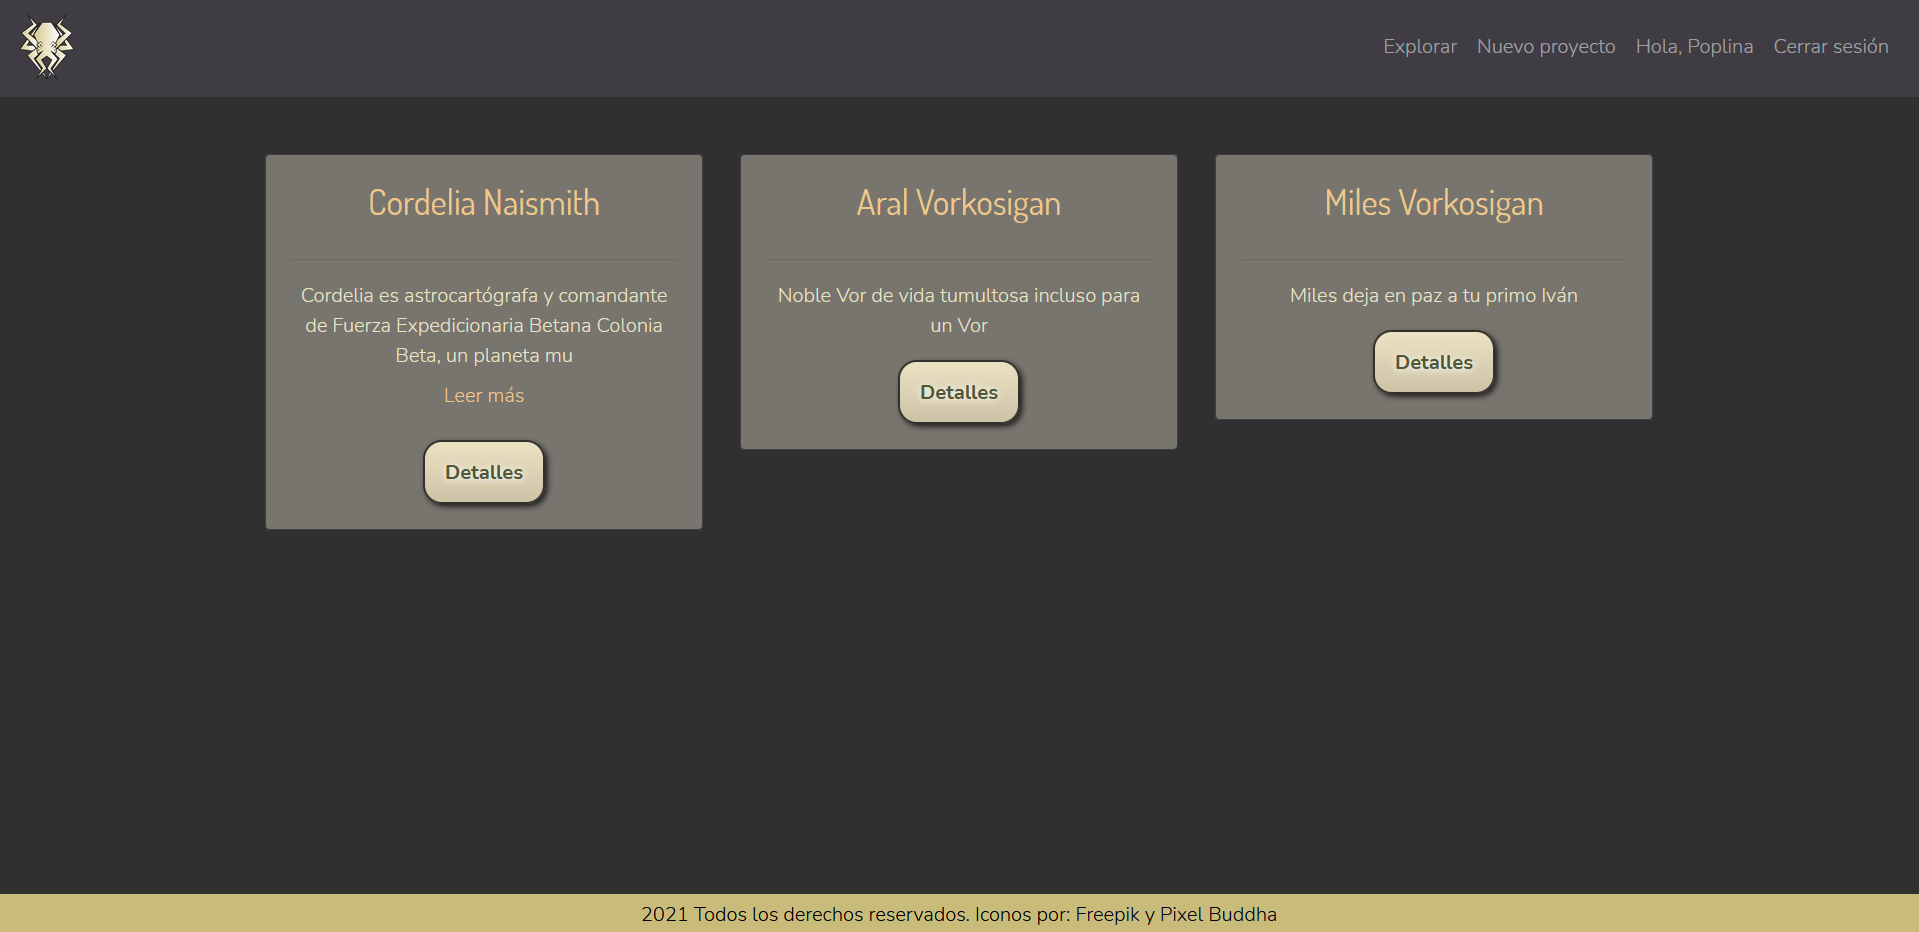 Explorar Nuevo proyecto Hola, Poplina Cerrar sesión
Cordelia Naismith
Cordelia es astrocartógrafa y comandante
de Fuerza Expedicionaria Betana Colonia
Beta, un planeta mu
Leer más
Detalles
Aral Vorkosigan
Noble Vor de vida tumultosa incluso para
un Vor
Detalles
Miles Vorkosigan
Miles deja en paz a tu primo Iván
Detalles
2021 Todos los derechos reservados. Iconos por: Freepik y Pixel Buddha